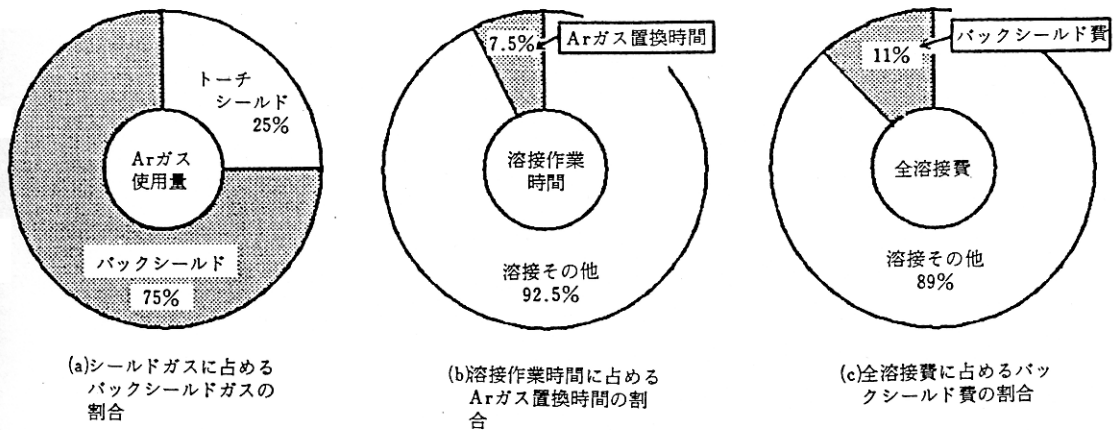 トーチ
シールド
25%
Arガス
使用量
バックシールド
75%
(a)シールドガスに占める
バックシールドガスの
割合
7.5%
Arガス置換時間
溶接作業
時間
溶接その他
92.5%
(b)溶接作業時間に占める
Arガス置換時間の割
合
11%
バックシールド費
全溶接費
溶接その他
89%
(c)全溶接費に占めるバッ
クシールド費の割合